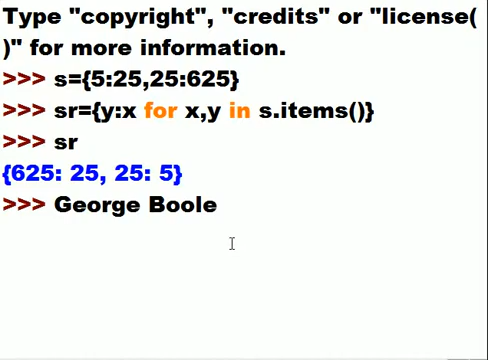 Type "copyright", "credits" or "license(
)" for more information.
>>> s={5:25,25:625}
>>> sr={y:x for x,y in s.items()}
>>> sr
{625: 25, 25: 5}
>>> George Boole